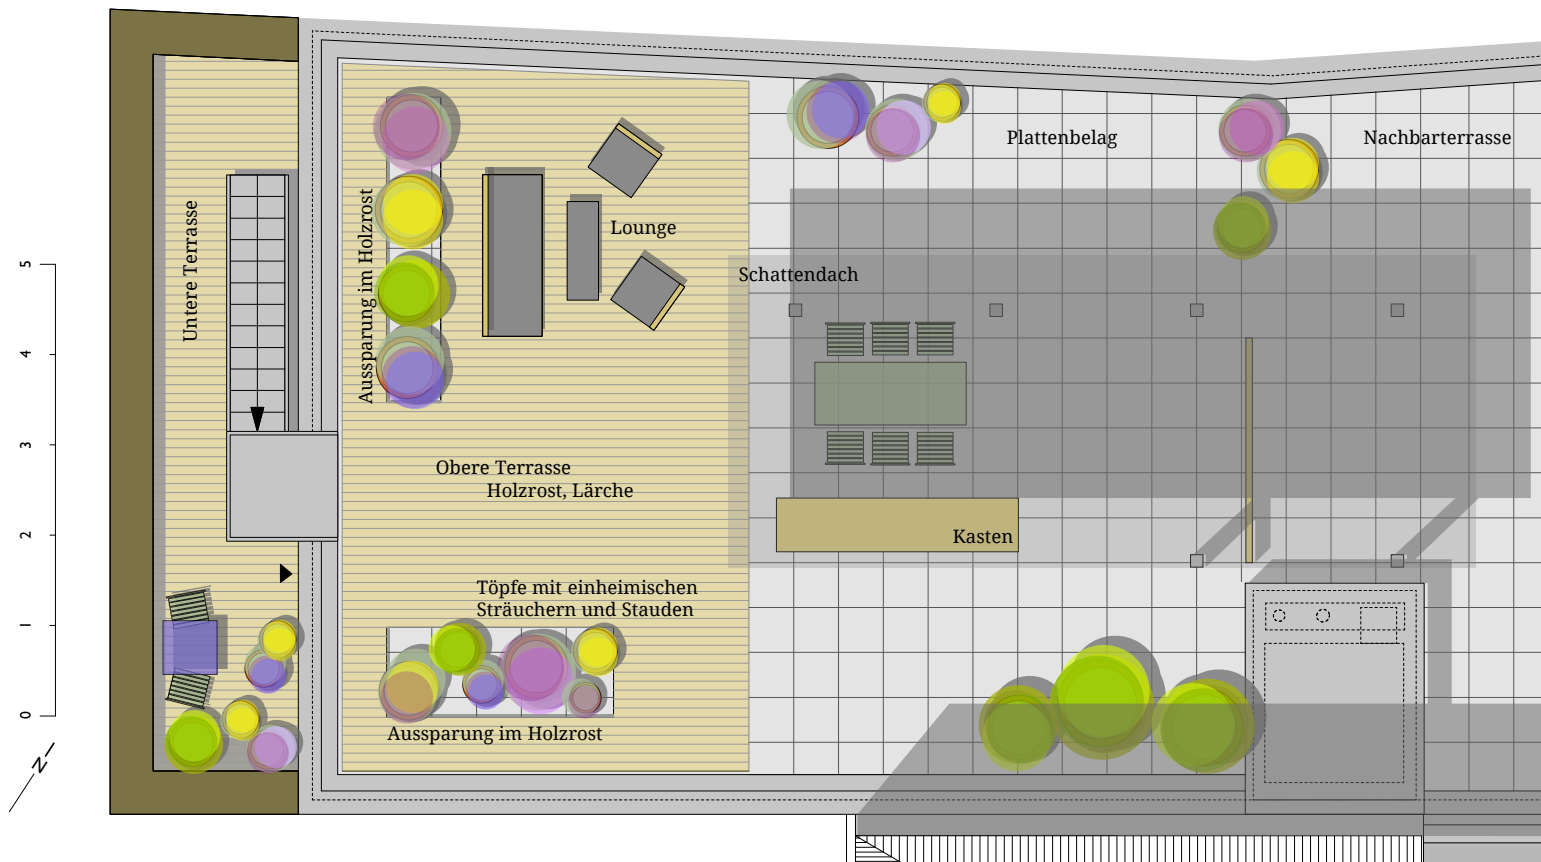 Plattenbelag
Nachbarterrasse
Untere Terrasse
Aussparung im Holzrost
Lounge
Schattendach
Obere Terrasse
Holzrost, Lärche
Kasten
Töpfe mit einheimischen
Sträuchern und Stauden
Aussparung im Holzrost
5
4
3
2
1
0
N